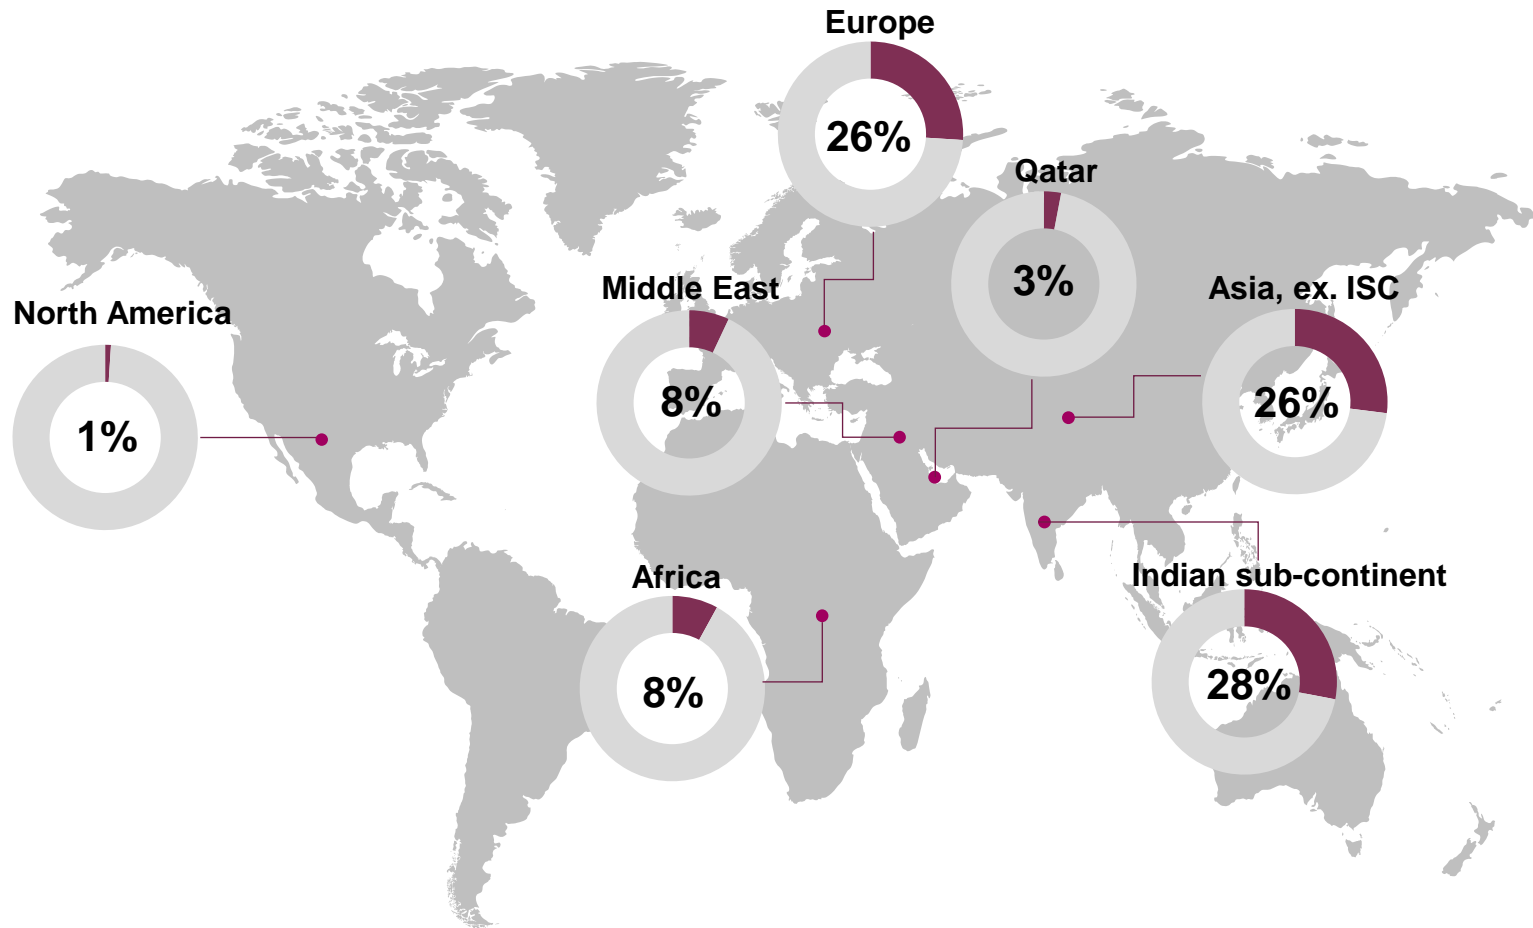 Europe
26%
Qatar
3%
Middle East
8%
Asia, ex. ISC
26%
North America
1%
Africa
8%
Indian sub-continent
28%